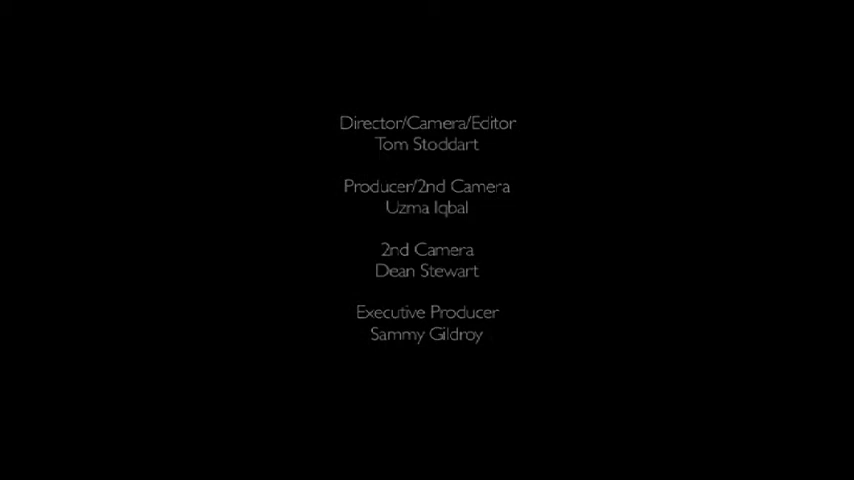 Director/Camera/Editor
Tom Stoddart
Producer/2nd Camera
Uzma Iqbal
2nd Camera
Dean Stewart
Executive Producer
Sammy Gildroy